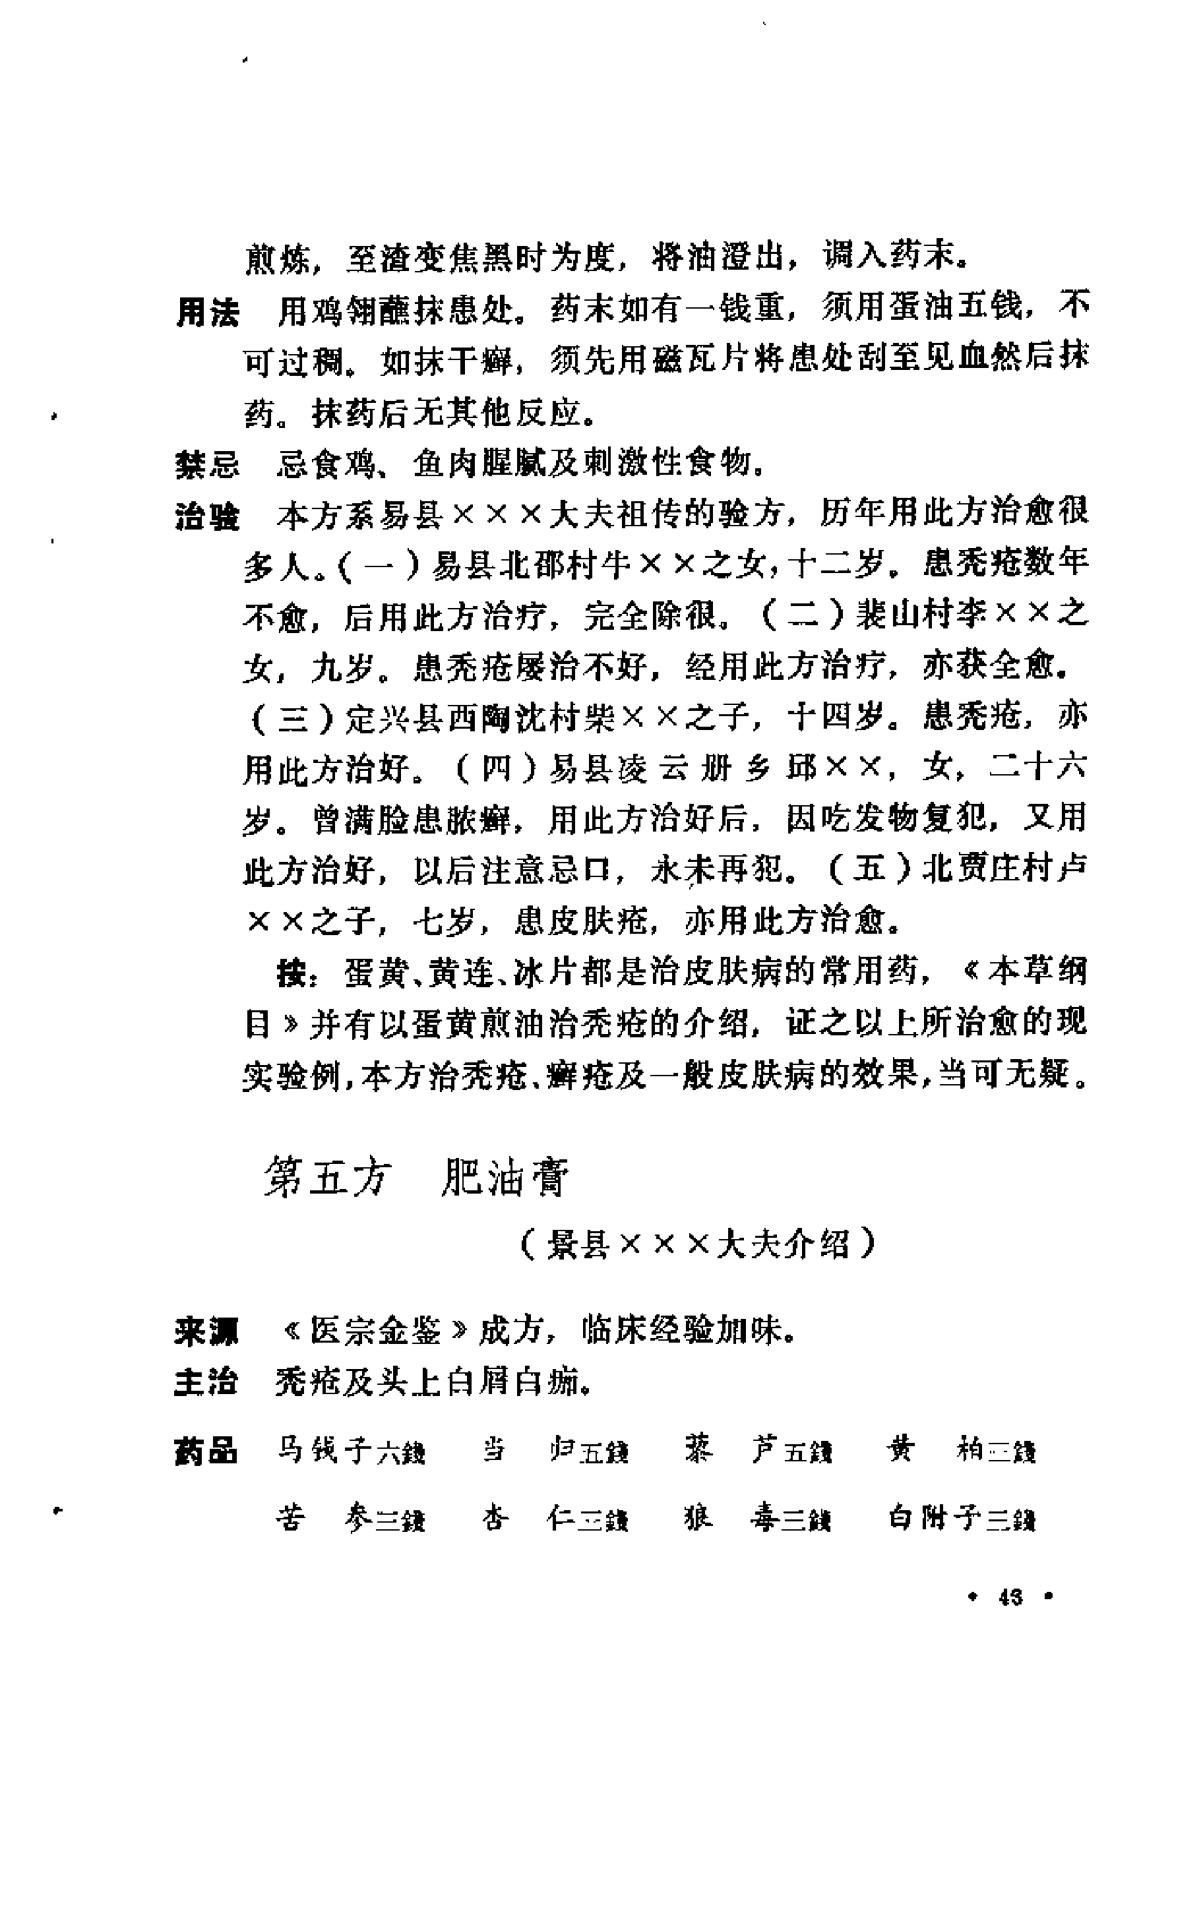 煎炼，至渣变焦黑时为度，将油澄出，调入药末。
用法　用鸡翎蘸抹患处。药末如有一钱重，须用蛋油五钱，不
可过稠。如抹干癣，须先用磁瓦片将患处刮至见血然后抹
药。抹药后无其他反应。
禁忌　忌食鸡、鱼肉腥腻及刺激性食物。
治验　本方系易县×××大夫祖传的验方，历年用此方治愈很
多人。（一）易县北邵村牛××之女，十二岁。患秃疮数年
不愈，后用此方治疗，完全除很。（二）裴山村李××之
女，九岁。患秃疮屡治不好，经用此方治疗，亦获全愈。
（三）定兴县西陶沈村柴××之子，十四岁。患秃疮，亦
用此方治好。（四）易县凌云册乡邱××，女，二十六
岁。曾满脸患脓癣，用此方治好后，因吃发物复犯，又用
此方治好，以后注意忌口，永未再犯。（五）北贾庄村卢
××之子，七岁，患皮肤疮，亦用此方治愈。
按：蛋黄、黄连、冰片都是治皮肤病的常用药，《本草纲
目》并有以蛋黄煎油治秃疮的介绍，证之以上所治愈的现
实验例，本方治秃疮、癣疮及一般皮肤病的效果，当可无疑。
第五方　肥油膏
（景县×××大夫介绍）
来源　《医宗金鉴》成方，临床经验加味。
主治　秃疮及头上白屑白痂。
药品　马钱子六錢　当　归五錢　藜　芦五錢　黄　柏三錢
苦　参三錢　杏　仁三錢　狼　毒三錢　白附子三錢
• 43 •